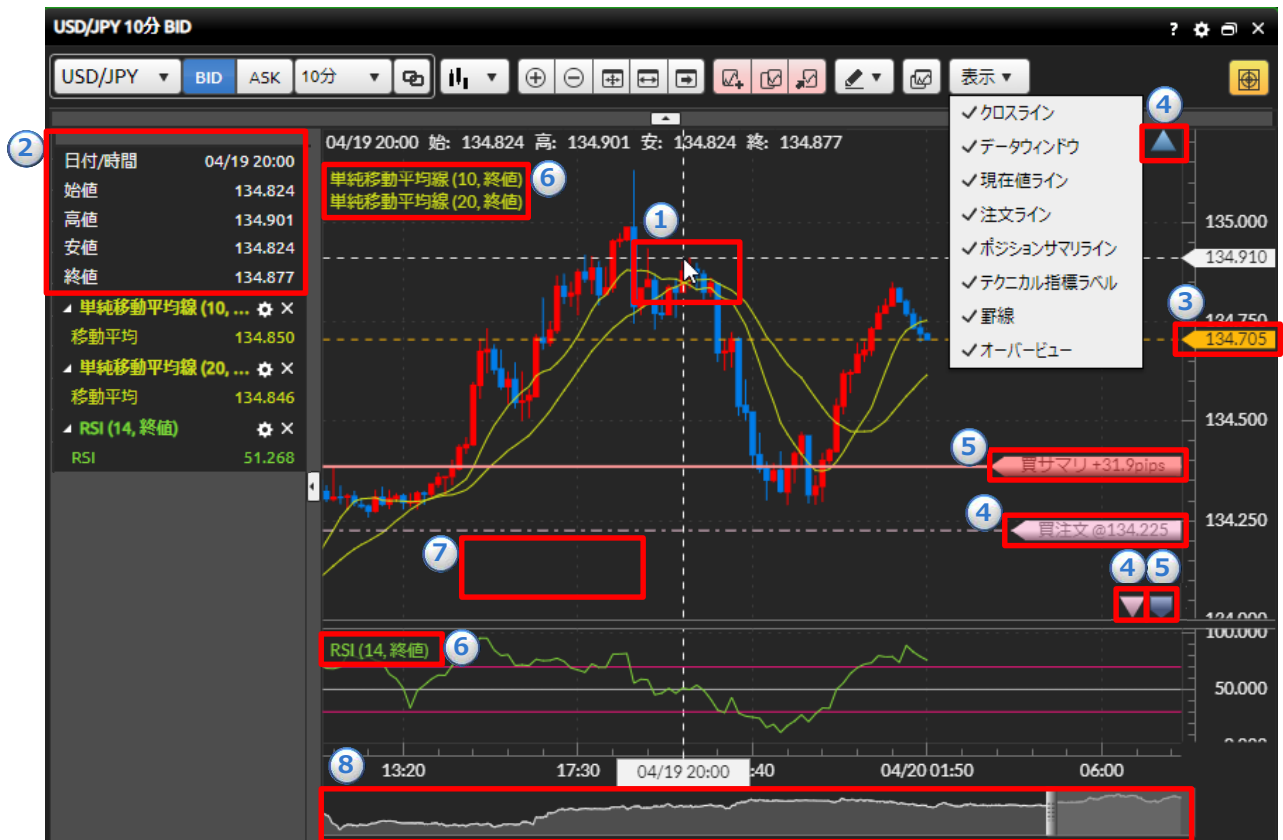 USD/JPY 10分 BID
?
USD/JPY ▼ BID ASK 10分 ▼
表示 ▼
✓クロスライン
✓データウィンドウ
✓現在値ライン
✓注文ライン
✓ポジションサマリライン
✓テクニカル指標ラベル
✓罫線
✓オーバービュー
4
2
日付/時間 04/19 20:00
始値 134.824
高値 134.901
安値 134.824
終値 134.877
単純移動平均線 (10, ...
移動平均 134.850
単純移動平均線 (20, ...
移動平均 134.846
RSI (14, 終値)
RSI 51.268
04/19 20:00 始: 134.824 高: 134.901 安: 134.824 終: 134.877
単純移動平均線 (10, 終値)
単純移動平均線 (20, 終値)
6
1
135.000
134.910
3
134.750
134.705
134.500
5
買サマリ +31.9pips
4
買注文 @134.225
134.250
7
4 5
RSI (14, 終値)
6
100.000
50.000
8
13:20 17:30 04/19 20:00 :40 04/20 01:50 06:00